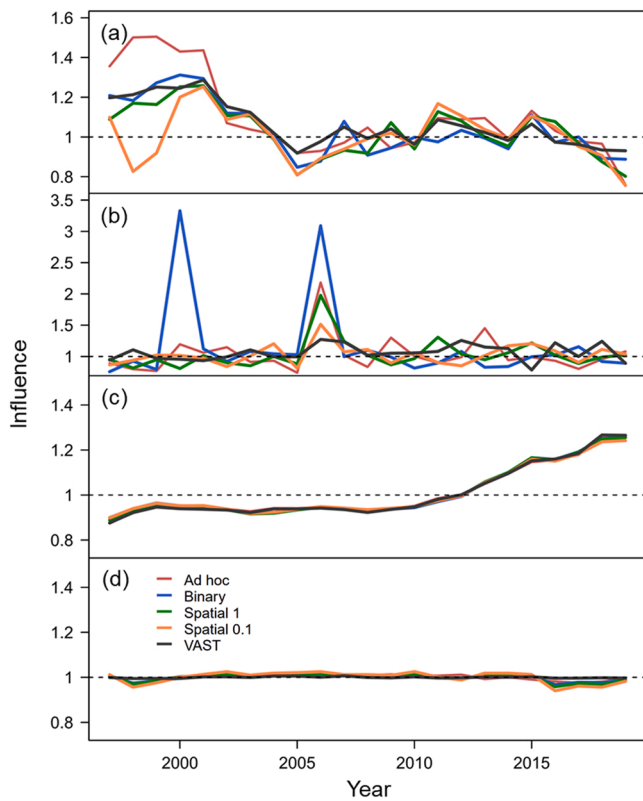 (a)
1.6
1.4
1.2
1
0.8
(b)
3.5
3
2.5
2
1.5
1
(c)
1.4
1.2
1
0.8
(d)
1.4
1.2
1
0.8
Ad hoc
Binary
Spatial 1
Spatial 0.1
VAST
2000 2005 2010 2015
Year
Influence